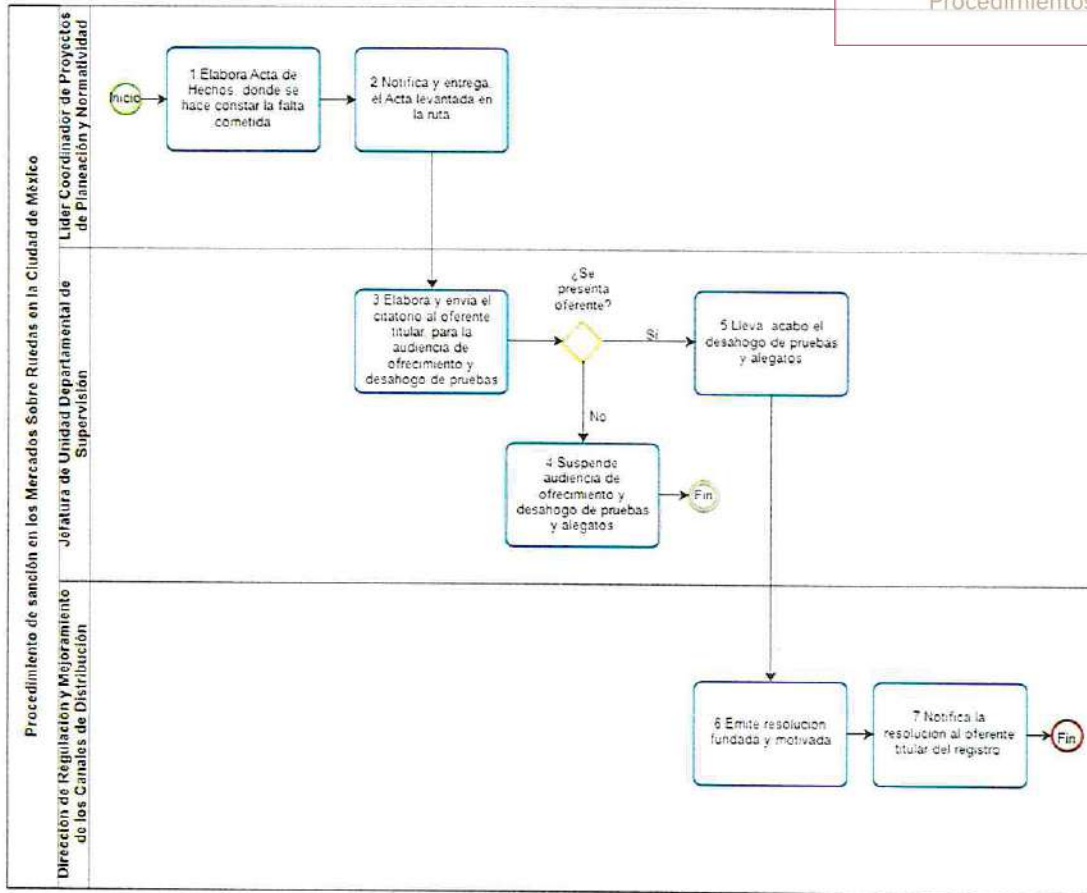 Procedimientos
Procedimiento de sanción en los Mercados Sobre Ruedas en la Ciudad de México
Líder Coordinador de Proyectos
de Planeación y Normatividad
Inicio
1 Elabora Acta de
Hechos, donde se
hace constar la falta
cometida
2 Notifica y entrega,
el Acta levantada en
la ruta
Jefatura de Unidad Departamental de
Supervisión
3 Elabora y envía el
citatorio al oferente
titular, para la
audiencia de
ofrecimiento y
desahogo de pruebas
¿Se
presenta
oferente?
Sí
5 Lleva acabo el
desahogo de pruebas
y alegatos
No
4 Suspende
audiencia de
ofrecimiento y
desahogo de pruebas
y alegatos
Fin
Dirección de Regulación y Mejoramiento
de los Canales de Distribución
6 Emite resolución
fundada y motivada
7 Notifica la
resolución al oferente
titular del registro
Fin